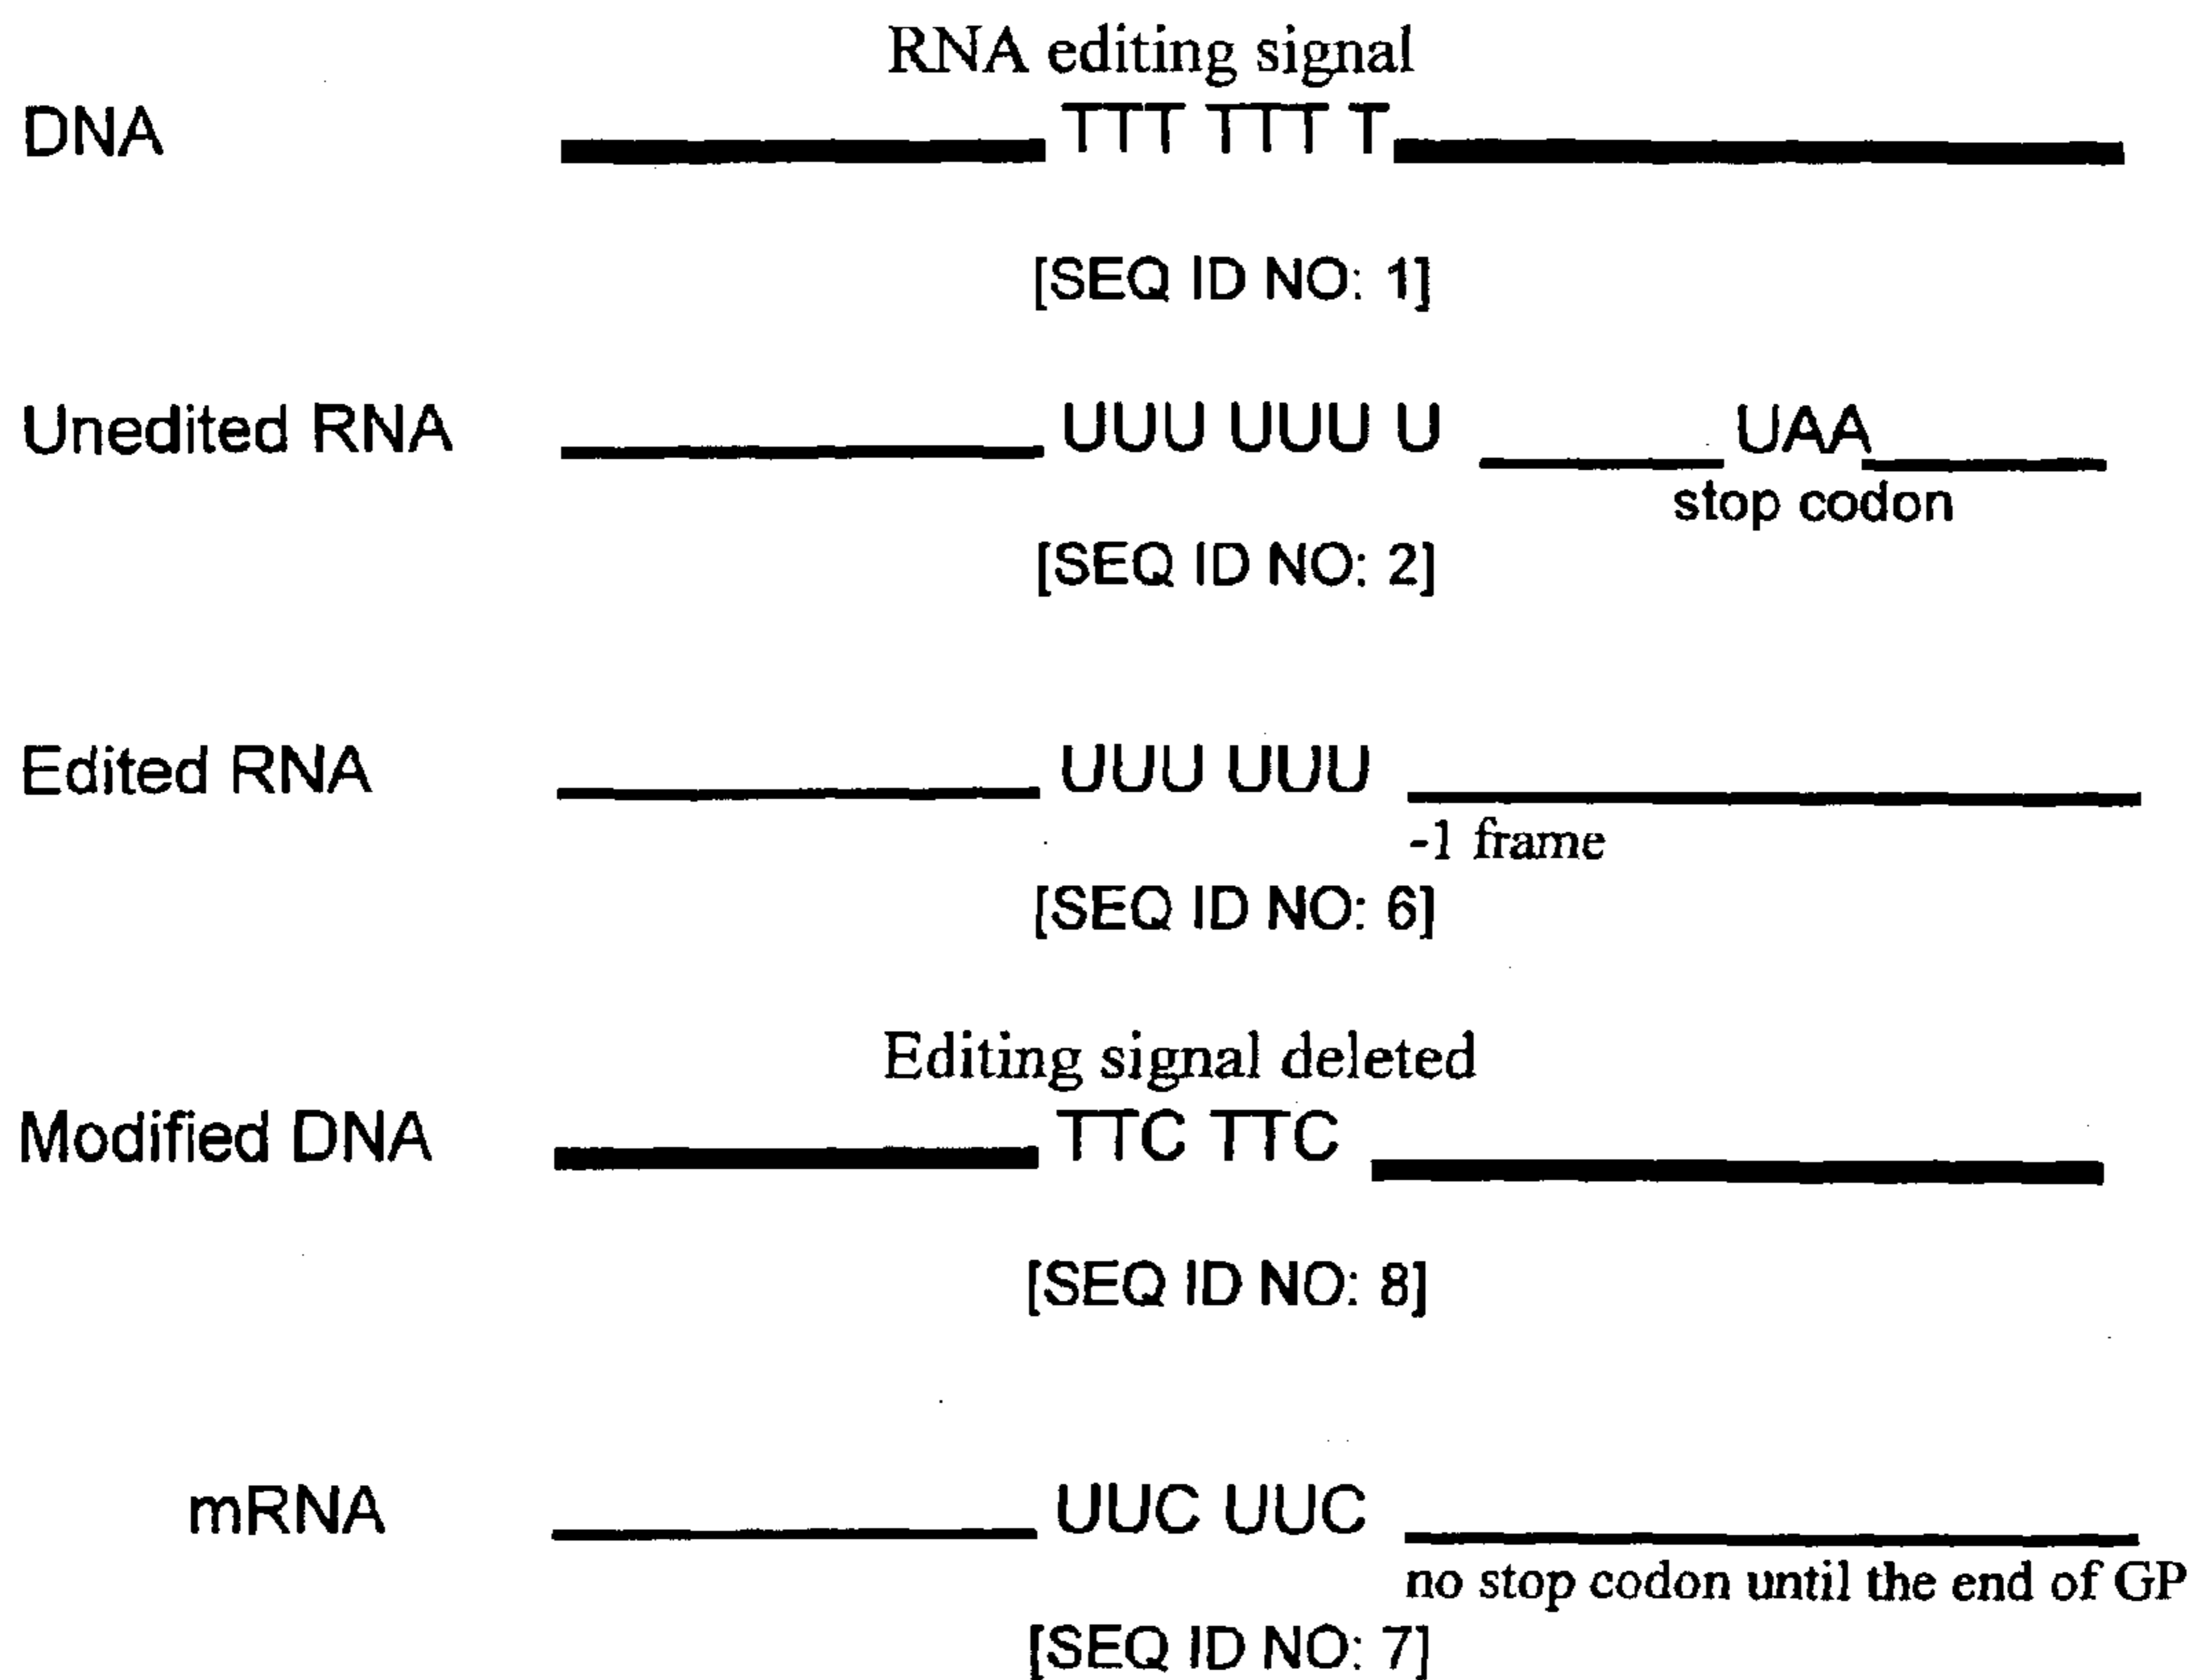 RNA editing signal
DNA TTT TTT T
[SEQ ID NO: 1]
Unedited RNA UUU UUU U UAA
stop codon
[SEQ ID NO: 2]
Edited RNA UUU UUU
-1 frame
[SEQ ID NO: 6]
Editing signal deleted
Modified DNA TTC TTC
[SEQ ID NO: 8]
mRNA UUC UUC
no stop codon until the end of GP
[SEQ ID NO: 7]